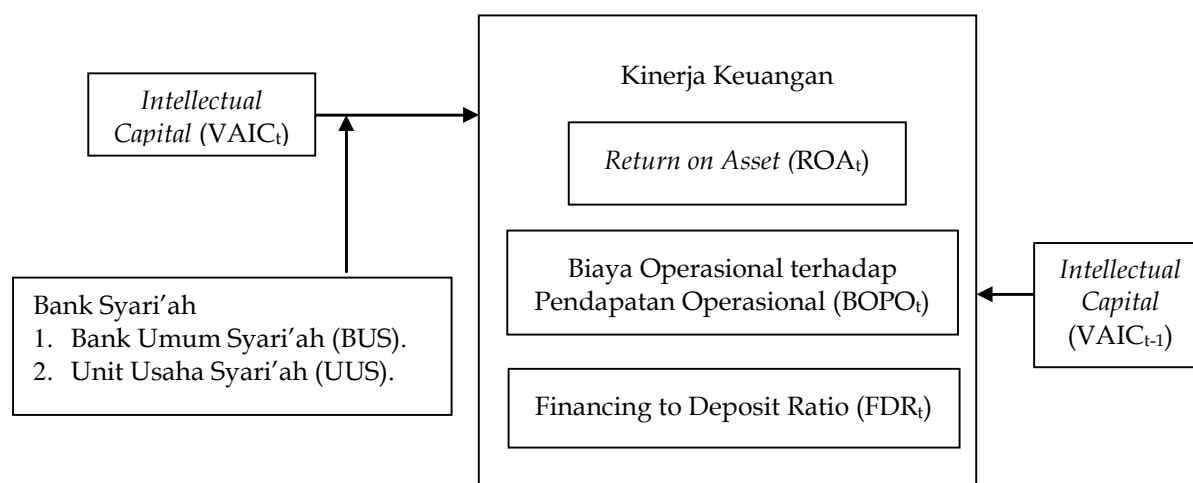 Kinerja Keuangan
Intellectual
Capital (VAICt)
Return on Asset (ROAt)
Biaya Operasional terhadap
Pendapatan Operasional (BOPOt)
Intellectual
Capital
(VAICt-1)
Bank Syari’ah
1. Bank Umum Syari’ah (BUS).
2. Unit Usaha Syari’ah (UUS).
Financing to Deposit Ratio (FDRt)